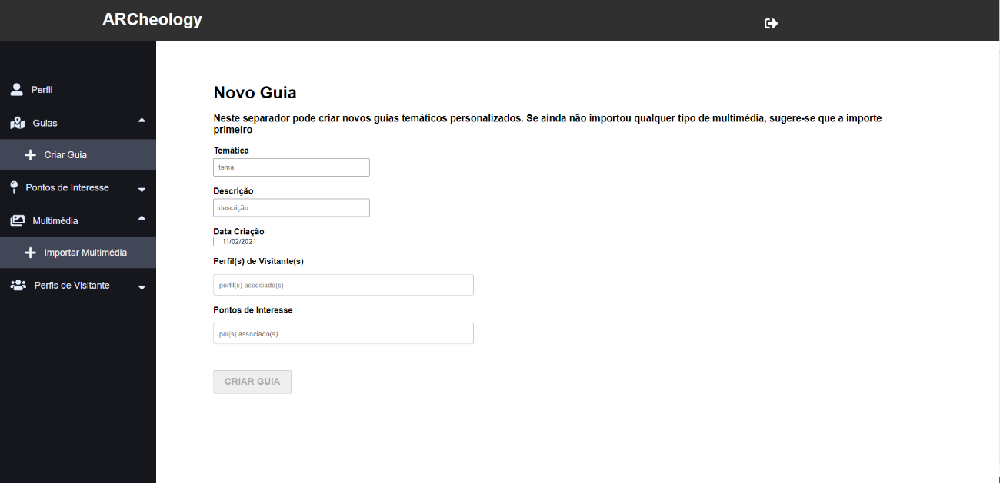 ARCheology
Perfil
Guias
Criar Guia
Pontos de Interesse
Multimédia
Importar Multimédia
Perfis de Visitante
Novo Guia
Neste separador pode criar novos guias temáticos personalizados. Se ainda não importou qualquer tipo de multimédia, sugere-se que a importe
primeiro
Temática
tema
Descrição
descrição
Data Criação
11/02/2021
Perfil(s) de Visitante(s)
perfil(s) associado(s)
Pontos de Interesse
poi(s) associado(s)
CRIAR GUIA